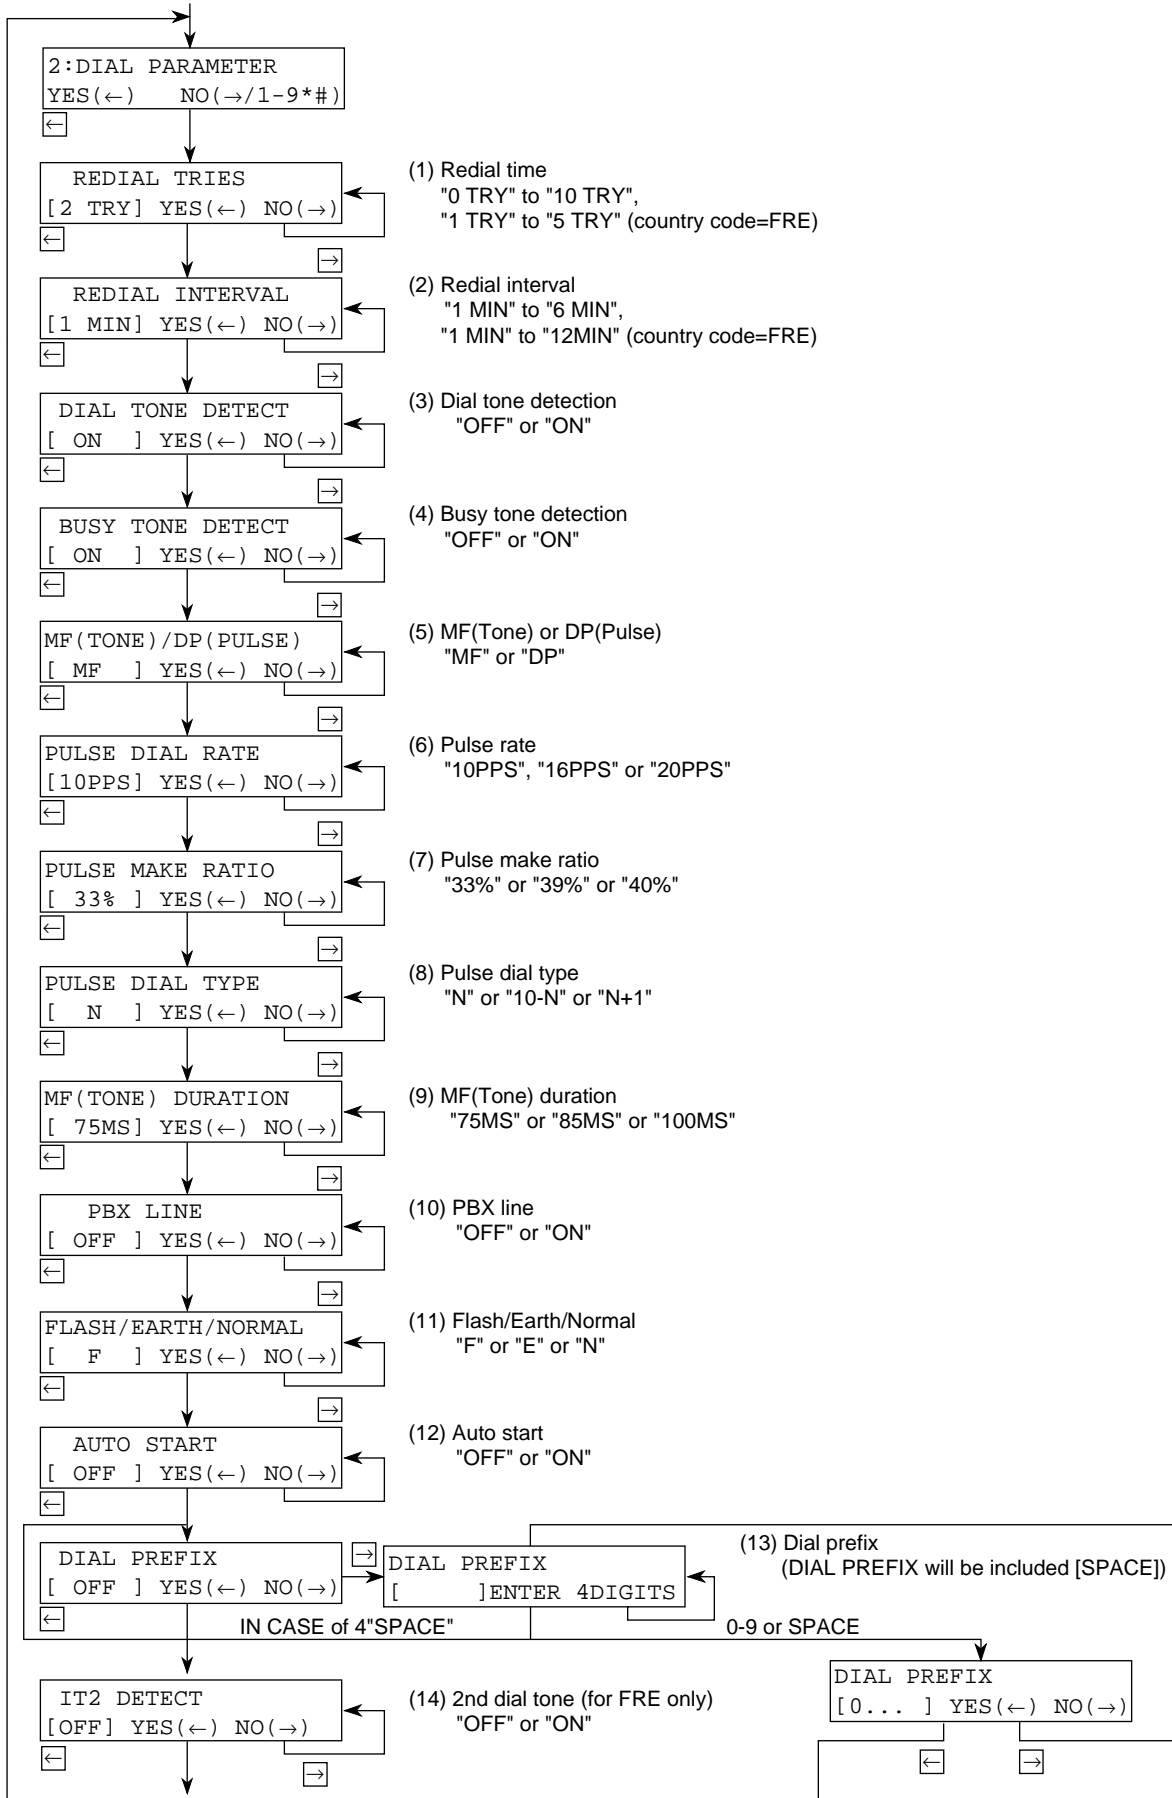 2:DIAL PARAMETER
YES(←) NO(→/1-9*#)
←
REDIAL TRIES
[2 TRY] YES(←) NO(→)
←
→
(1) Redial time
"0 TRY" to "10 TRY",
"1 TRY" to "5 TRY" (country code=FRE)
REDIAL INTERVAL
[1 MIN] YES(←) NO(→)
←
→
(2) Redial interval
"1 MIN" to "6 MIN",
"1 MIN" to "12MIN" (country code=FRE)
DIAL TONE DETECT
[ ON ] YES(←) NO(→)
←
→
(3) Dial tone detection
"OFF" or "ON"
BUSY TONE DETECT
[ ON ] YES(←) NO(→)
←
→
(4) Busy tone detection
"OFF" or "ON"
MF(TONE)/DP(PULSE)
[ MF ] YES(←) NO(→)
←
→
(5) MF(Tone) or DP(Pulse)
"MF" or "DP"
PULSE DIAL RATE
[10PPS] YES(←) NO(→)
←
→
(6) Pulse rate
"10PPS", "16PPS" or "20PPS"
PULSE MAKE RATIO
[ 33% ] YES(←) NO(→)
←
→
(7) Pulse make ratio
"33%" or "39%" or "40%"
PULSE DIAL TYPE
[ N ] YES(←) NO(→)
←
→
(8) Pulse dial type
"N" or "10-N" or "N+1"
MF(TONE) DURATION
[ 75MS] YES(←) NO(→)
←
→
(9) MF(Tone) duration
"75MS" or "85MS" or "100MS"
PBX LINE
[ OFF ] YES(←) NO(→)
←
→
(10) PBX line
"OFF" or "ON"
FLASH/EARTH/NORMAL
[ F ] YES(←) NO(→)
←
→
(11) Flash/Earth/Normal
"F" or "E" or "N"
AUTO START
[ OFF ] YES(←) NO(→)
←
(12) Auto start
"OFF" or "ON"
DIAL PREFIX
[ OFF ] YES(←) NO(→)
←
→
DIAL PREFIX
[ ]ENTER 4DIGITS
(13) Dial prefix
(DIAL PREFIX will be included [SPACE])
IN CASE of 4"SPACE"
0-9 or SPACE
DIAL PREFIX
[0... ] YES(←) NO(→)
←
→
IT2 DETECT
[OFF] YES(←) NO(→)
←
→
(14) 2nd dial tone (for FRE only)
"OFF" or "ON"